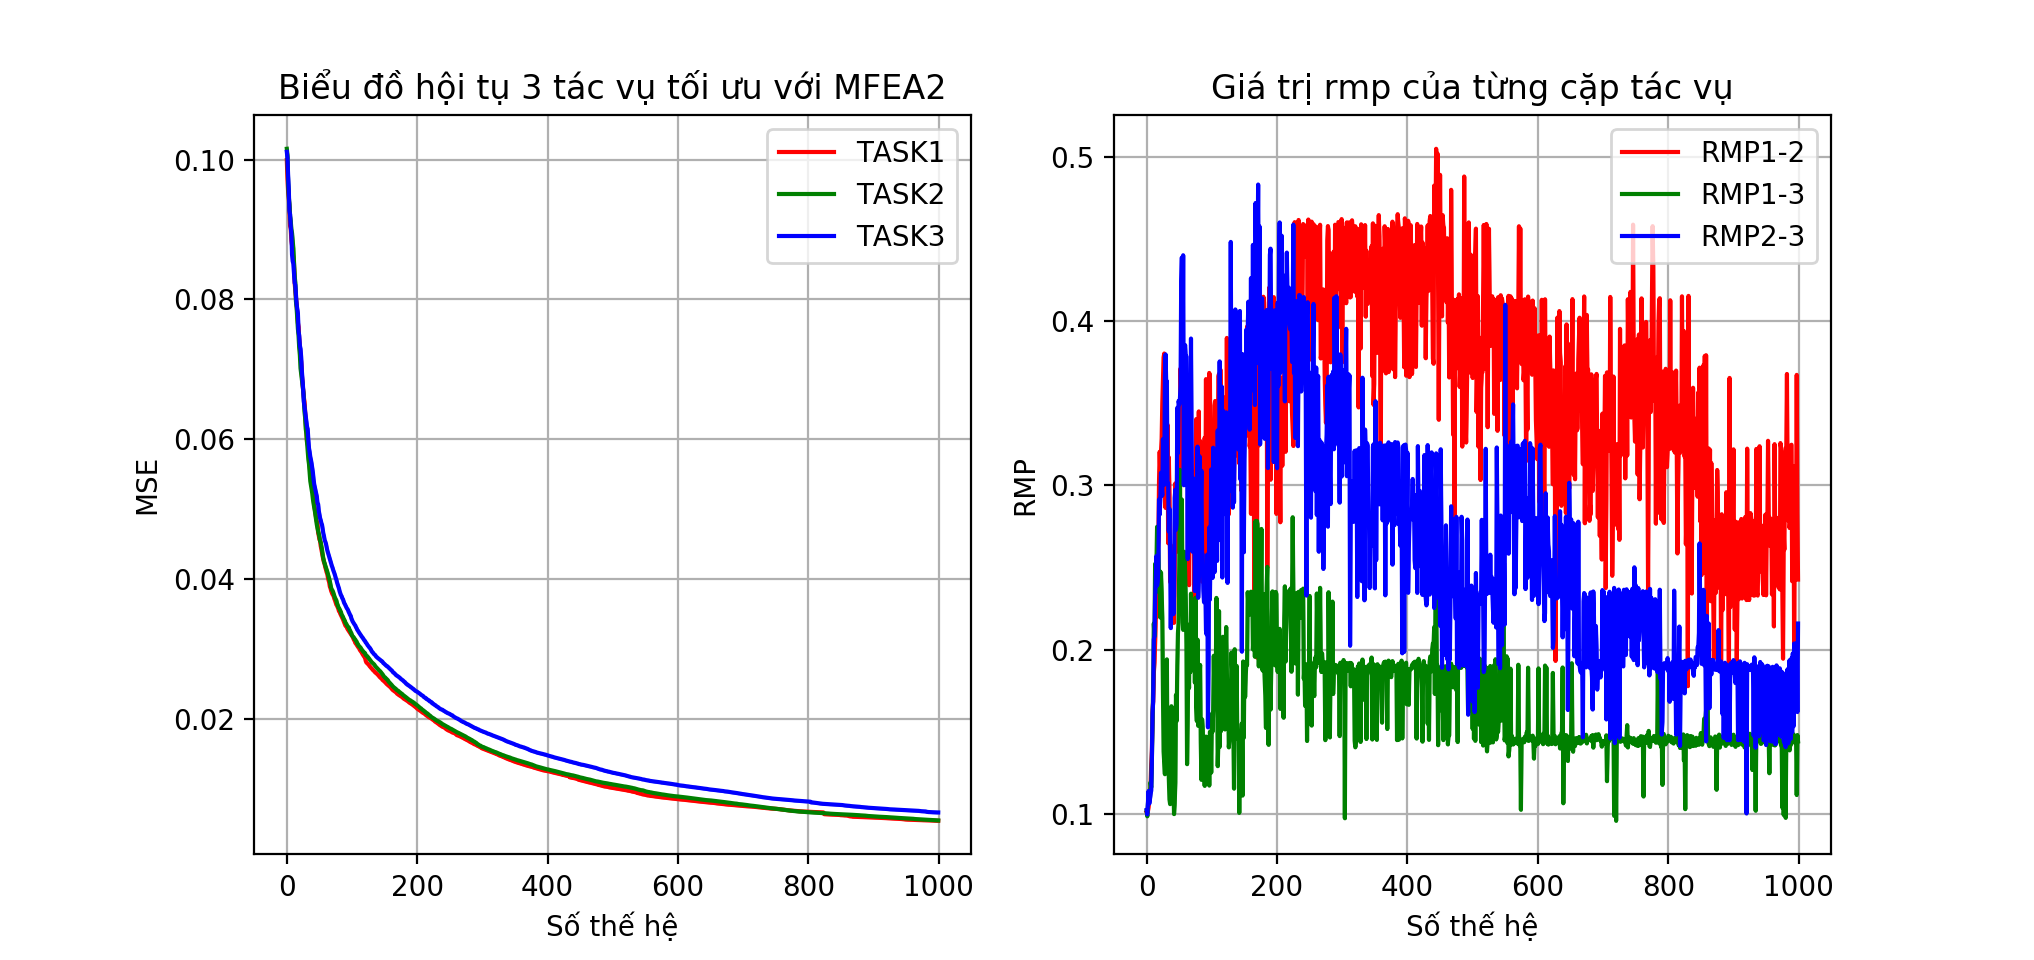 Biểu đồ hội tụ 3 tác vụ tối ưu với MFEA2
MSE
0.10
0.08
0.06
0.04
0.02
TASK1
TASK2
TASK3
0 200 400 600 800 1000
Số thế hệ
Giá trị rmp của từng cặp tác vụ
RMP
0.5
0.4
0.3
0.2
0.1
RMP1-2
RMP1-3
RMP2-3
0 200 400 600 800 1000
Số thế hệ